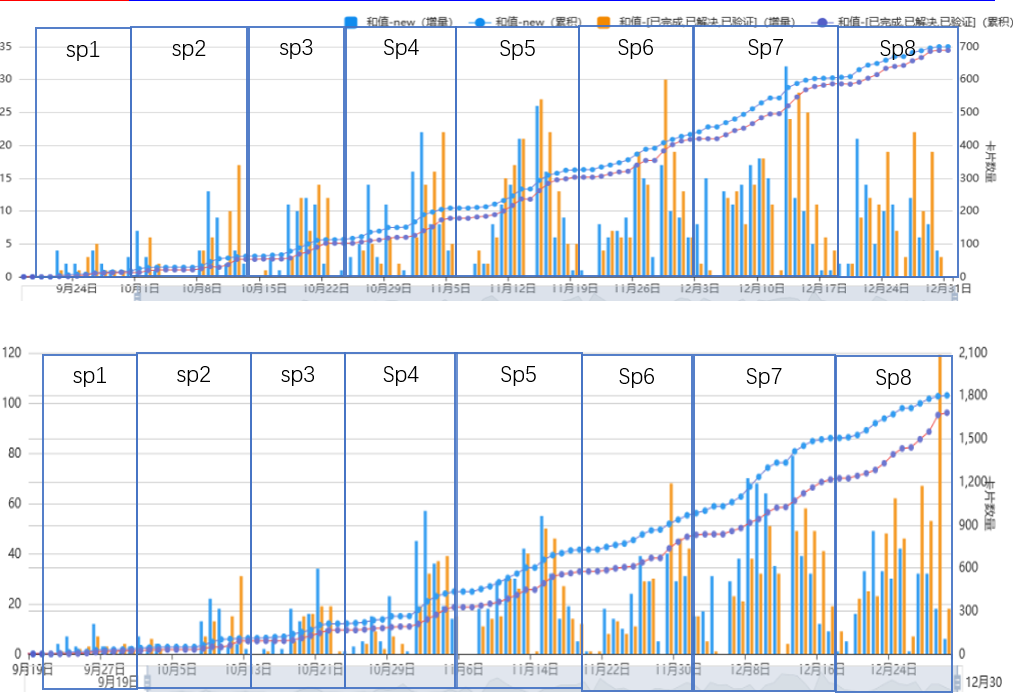 和值-new（增量） 和值-new（累积） 和值-[已完成,已解决,已验证]（增量） 和值-[已完成,已解决,已验证]（累积）
sp1 sp2 sp3 Sp4 Sp5 Sp6 Sp7 Sp8
35 700
30 600
25 500
20 400
15 300
10 200
5 100
0 0
卡片数量
9月24日 10月1日 10月8日 10月15日 10月22日 10月29日 11月5日 11月12日 11月19日 11月26日 12月3日 12月10日 12月17日 12月24日 12月31日
120 2,100
sp1 sp2 sp3 Sp4 Sp5 Sp6 Sp7 Sp8
100 1,800
80 1,500
60 1,200
40 900
20 600
0 300
0
卡片数量
9月19日 9月27日 10月5日 10月13日 10月21日 10月30日 11月6日 11月14日 11月22日 11月30日 12月8日 12月16日 12月24日
9月19日 12月30